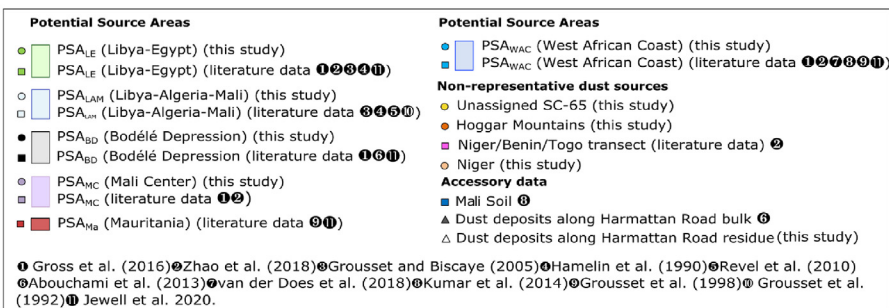 Potential Source Areas
PSA_LE (Libya-Egypt) (this study)
PSA_LE (Libya-Egypt) (literature data ❶❷❸❹⓫)
PSA_LAM (Libya-Algeria-Mali) (this study)
PSA_LAM (Libya-Algeria-Mali) (literature data ❸❹❺❿)
PSA_BD (Bodélé Depression) (this study)
PSA_BD (Bodélé Depression (literature data ❶❻⓫)
PSA_MC (Mali Center) (this study)
PSA_MC (literature data ❶❷)
PSA_Ma (Mauritania) (literature data ❾⓫)
Potential Source Areas
PSA_WAC (West African Coast) (this study)
PSA_WAC (West African Coast) (literature data ❶❷❼❽❾⓫)
Non-representative dust sources
Unassigned SC-65 (this study)
Hoggar Mountains (this study)
Niger/Benin/Togo transect (literature data) ❷
Niger (this study)
Accessory data
Mali Soil ❽
Dust deposits along Harmattan Road bulk ❻
Dust deposits along Harmattan Road residue (this study)
❶ Gross et al. (2016)❷Zhao et al. (2018)❸Grousset and Biscaye (2005)❹Hamelin et al. (1990)❺Revel et al. (2010)
❻Abouchami et al. (2013)❼van der Does et al. (2018)❽Kumar et al. (2014)❾Grousset et al. (1998)❿ Grousset et al.
(1992)⓫ Jewell et al. 2020.